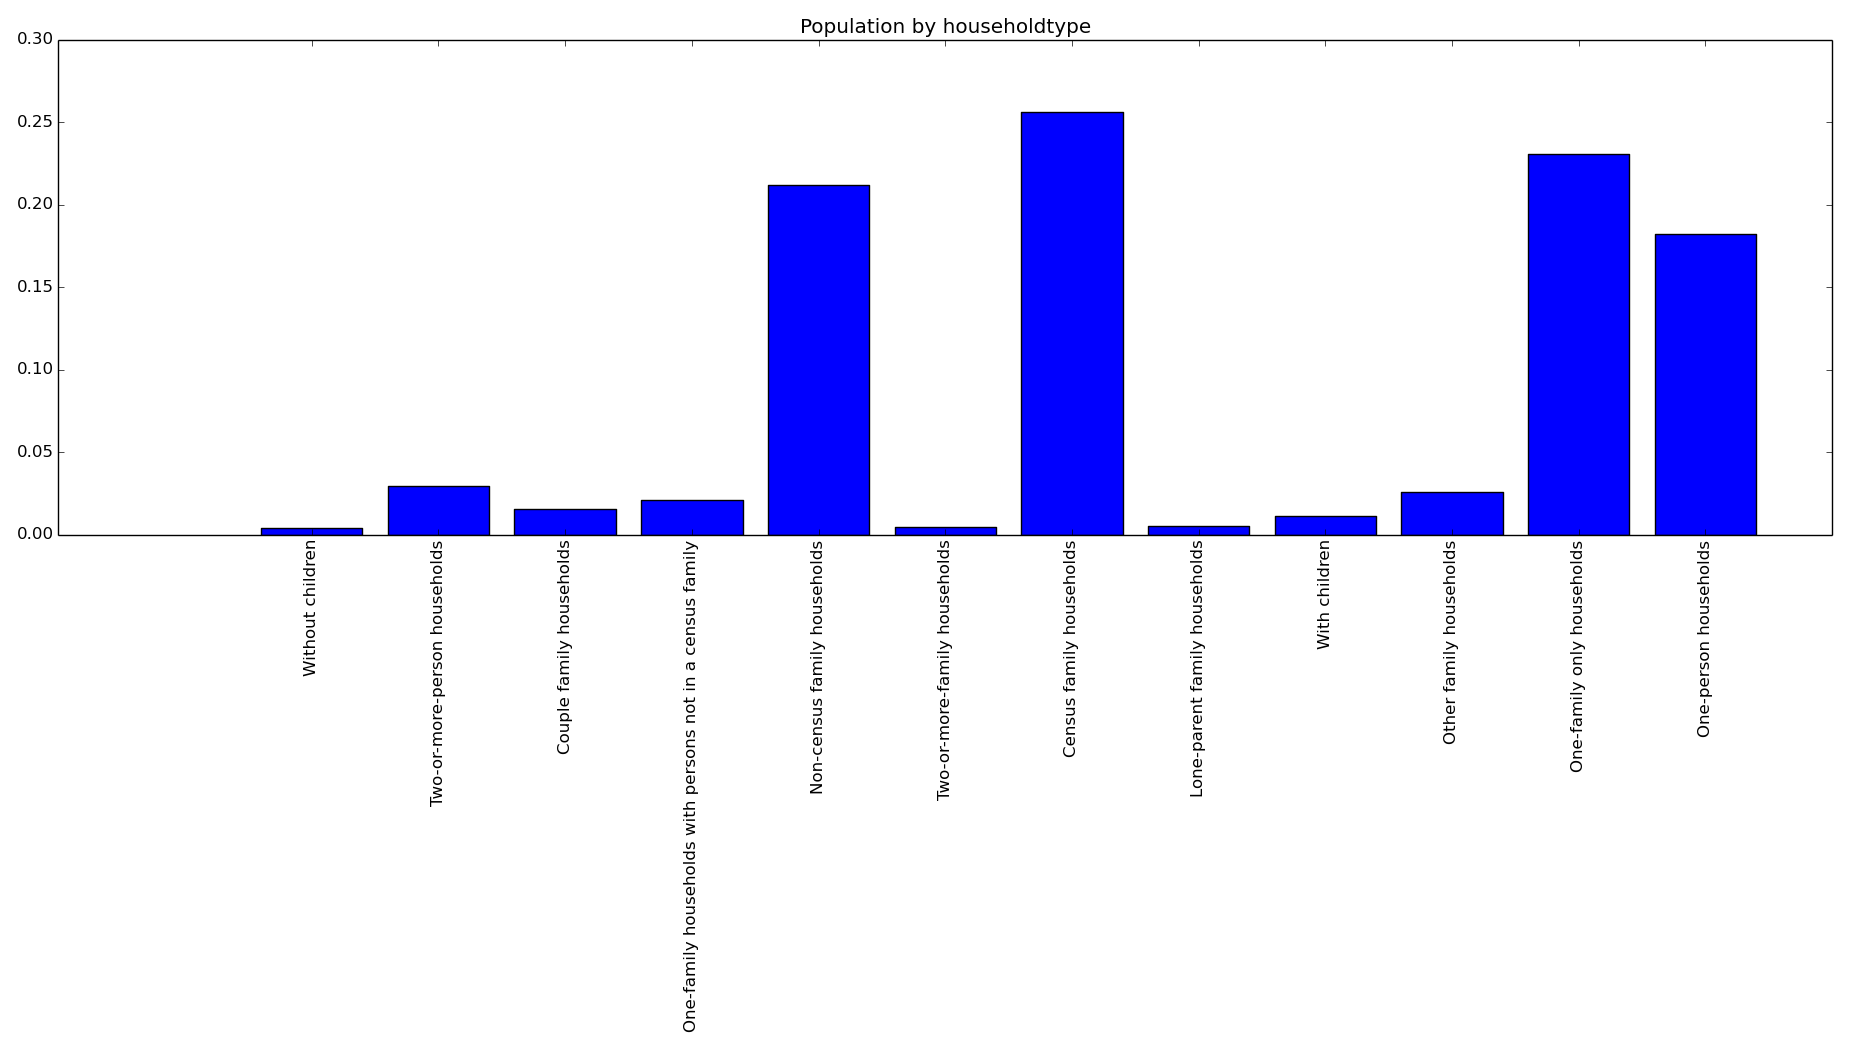 Population by householdtype
0.30
0.25
0.20
0.15
0.10
0.05
0.00
Without children
Two-or-more-person households
Couple family households
One-family households with persons not in a census family
Non-census family households
Two-or-more-family households
Census family households
Lone-parent family households
With children
Other family households
One-family only households
One-person households